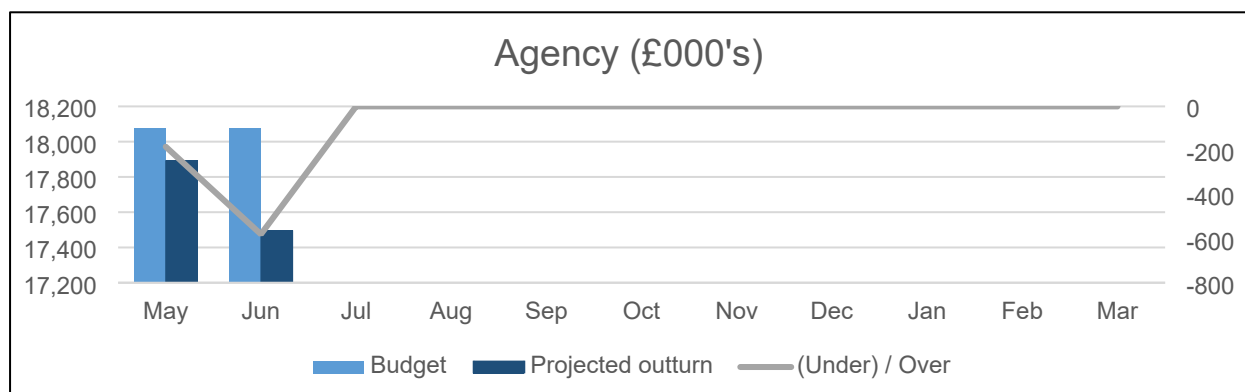 Agency (£000's)
18,200 0
18,000 -200
17,800
17,600 -400
17,400 -600
17,200 -800
May Jun Jul Aug Sep Oct Nov Dec Jan Feb Mar
Budget Projected outturn (Under) / Over